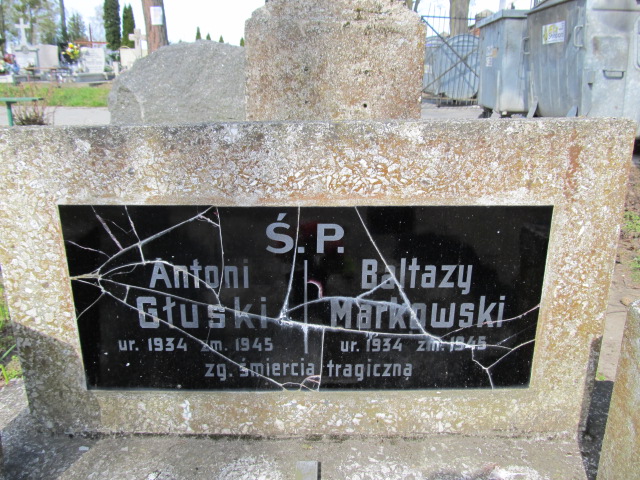 Ś.P.
Antoni Głuski
ur. 1934 zm. 1945
Baltazy Markowski
ur. 1934 zm. 1945
zg. śmiercią tragiczną